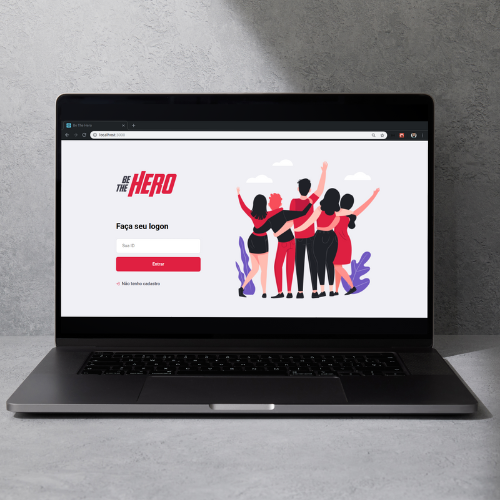 Be The Hero
localhost:3000
BE
THE HERO
Faça seu logon
Sua ID
Entrar
Não tenho cadastro